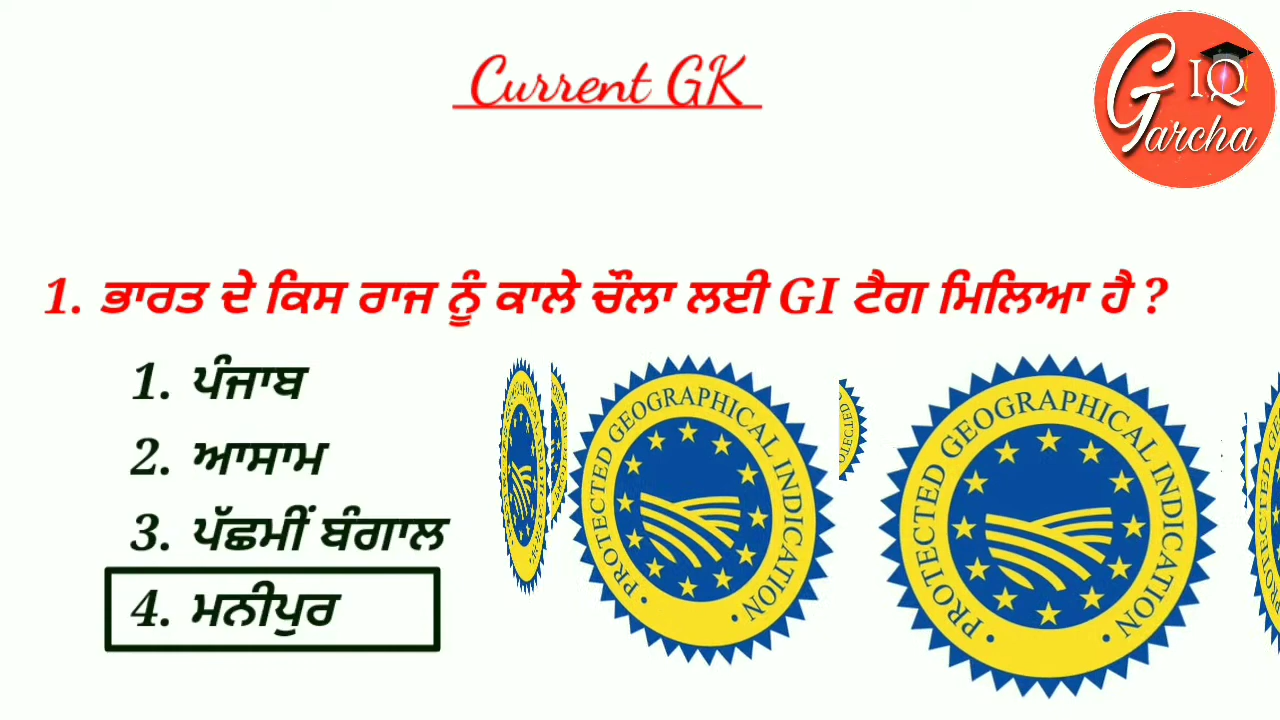 Current GK
G IQ
Garcha
1. ਭਾਰਤ ਦੇ ਕਿਸ ਰਾਜ ਨੂੰ ਕਾਲੇ ਚੌਲਾ ਲਈ GI ਟੈਗ ਮਿਲਿਆ ਹੈ ?
1. ਪੰਜਾਬ
2. ਆਸਾਮ
3. ਪੱਛਮੀਂ ਬੰਗਾਲ
4. ਮਨੀਪੁਰ
• PROTECTED GEOGRAPHICAL INDICATION •
• PROTECTED GEOGRAPHICAL INDICATION •